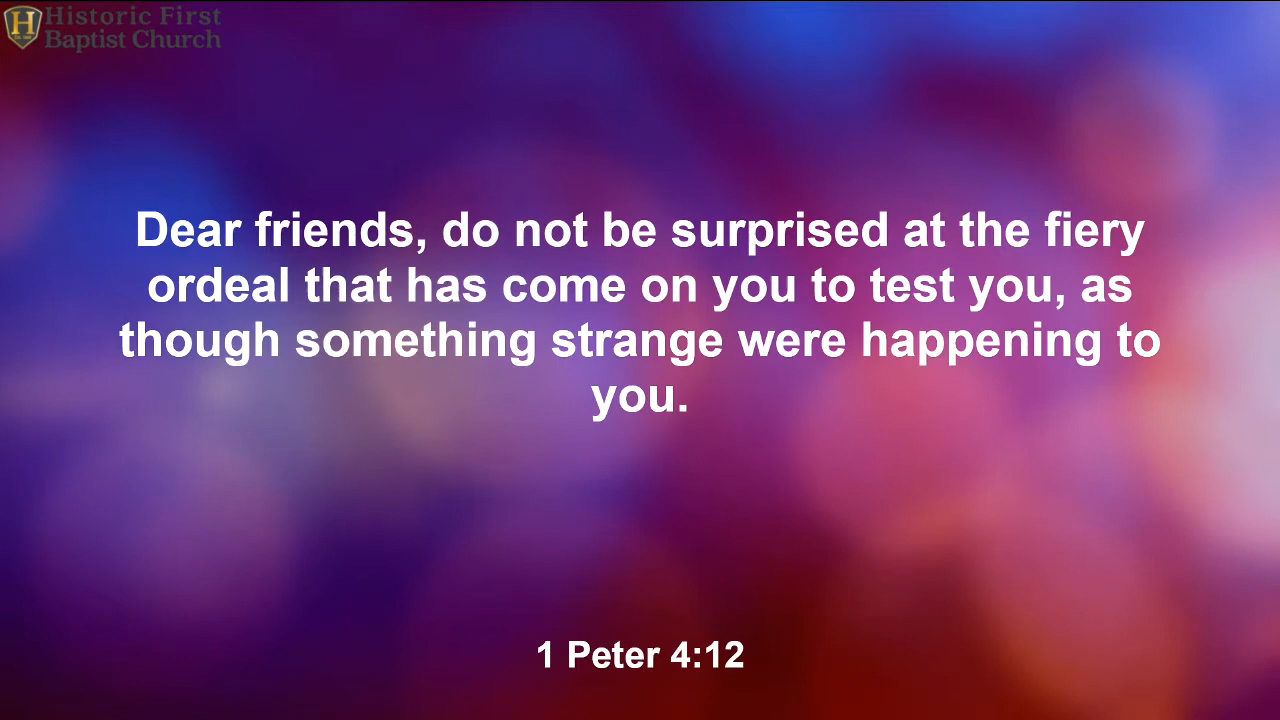 Historic First
Baptist Church
H
Dear friends, do not be surprised at the fiery
ordeal that has come on you to test you, as
though something strange were happening to
you.
1 Peter 4:12